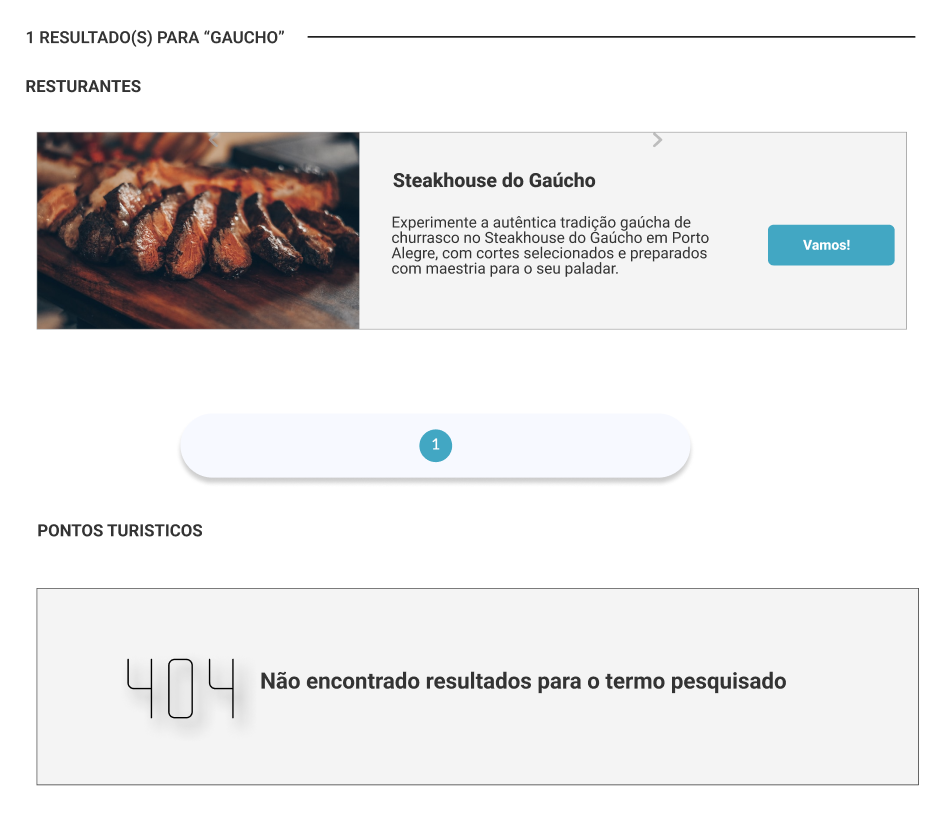 1 RESULTADO(S) PARA “GAUCHO”
RESTURANTES
Steakhouse do Gaúcho
Experimente a autêntica tradição gaúcha de
churrasco no Steakhouse do Gaúcho em Porto
Alegre, com cortes selecionados e preparados
com maestria para o seu paladar.
Vamos!
1
PONTOS TURISTICOS
404
Não encontrado resultados para o termo pesquisado